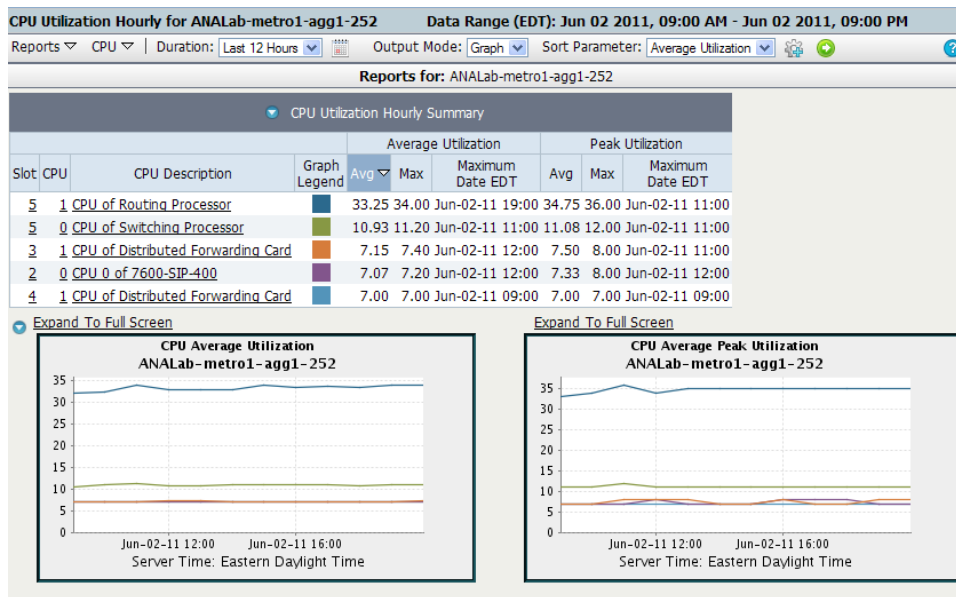 CPU Utilization Hourly for ANALab-metro1-agg1-252 Data Range (EDT): Jun 02 2011, 09:00 AM - Jun 02 2011, 09:00 PM
Reports CPU | Duration: Last 12 Hours Output Mode: Graph Sort Parameter: Average Utilization ?
Reports for: ANALab-metro1-agg1-252
CPU Utilization Hourly Summary
Average Utilization Peak Utilization
Slot CPU CPU Description Graph Legend Avg Max Maximum Date EDT Avg Max Maximum Date EDT
5 1 CPU of Routing Processor 33.25 34.00 Jun-02-11 19:00 34.75 36.00 Jun-02-11 11:00
5 0 CPU of Switching Processor 10.93 11.20 Jun-02-11 11:00 11.08 12.00 Jun-02-11 11:00
3 1 CPU of Distributed Forwarding Card 7.15 7.40 Jun-02-11 12:00 7.50 8.00 Jun-02-11 11:00
2 0 CPU 0 of 7600-SIP-400 7.07 7.20 Jun-02-11 12:00 7.33 8.00 Jun-02-11 12:00
4 1 CPU of Distributed Forwarding Card 7.00 7.00 Jun-02-11 09:00 7.00 7.00 Jun-02-11 09:00
Expand To Full Screen
CPU Average Utilization
ANALab-metro1-agg1-252
35
30
25
20
15
10
5
0
Jun-02-11 12:00 Jun-02-11 16:00
Server Time: Eastern Daylight Time
Expand To Full Screen
CPU Average Peak Utilization
ANALab-metro1-agg1-252
35
30
25
20
15
10
5
0
Jun-02-11 12:00 Jun-02-11 16:00
Server Time: Eastern Daylight Time